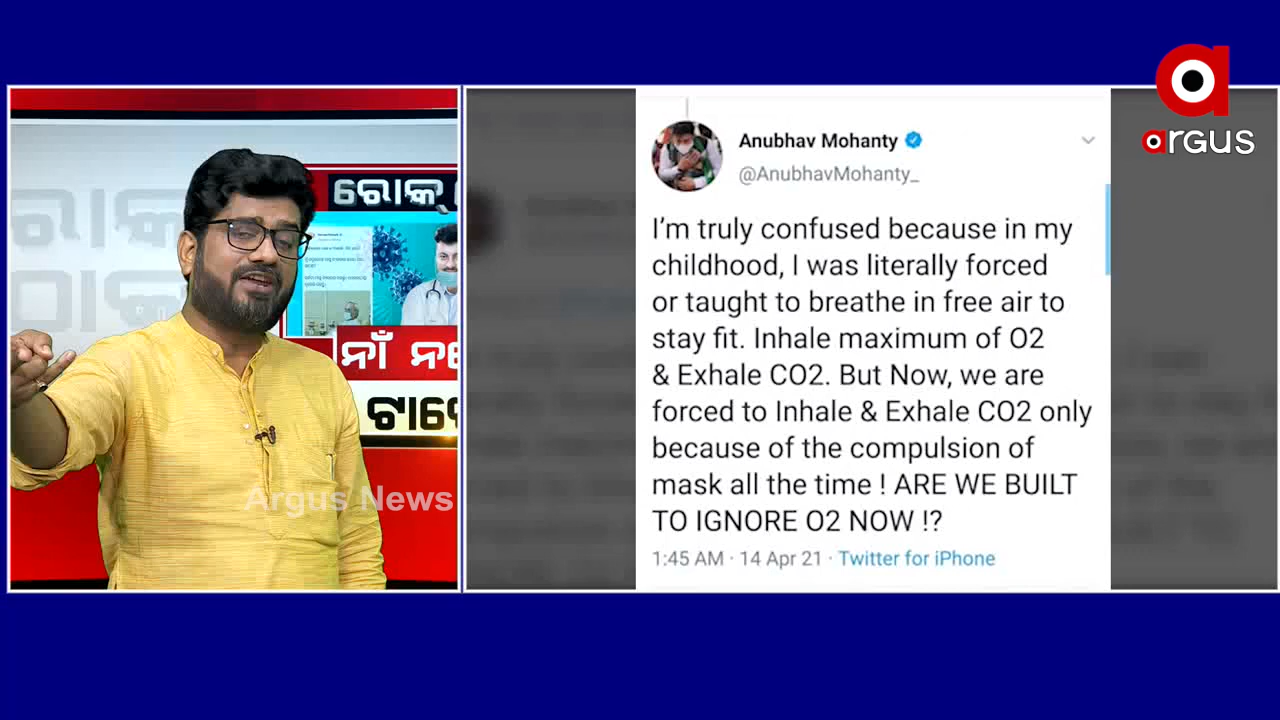 ରୋକ୍
ନାଁ
Argus News
argus
Anubhav Mohanty
@AnubhavMohanty_
I'm truly confused because in my
childhood, I was literally forced
or taught to breathe in free air to
stay fit. Inhale maximum of O2
& Exhale CO2. But Now, we are
forced to Inhale & Exhale CO2 only
because of the compulsion of
mask all the time ! ARE WE BUILT
TO IGNORE O2 NOW !?
1:45 AM · 14 Apr 21 · Twitter for iPhone